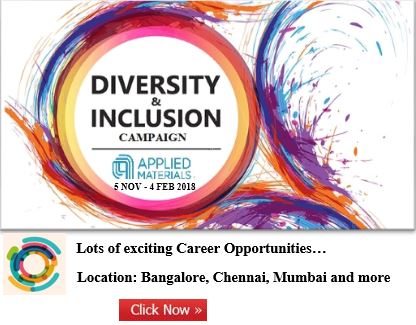 DIVERSITY
&
INCLUSION
CAMPAIGN
APPLIED
MATERIALS
5 NOV - 4 FEB 2018
Lots of exciting Career Opportunities…
Location: Bangalore, Chennai, Mumbai and more
Click Now »